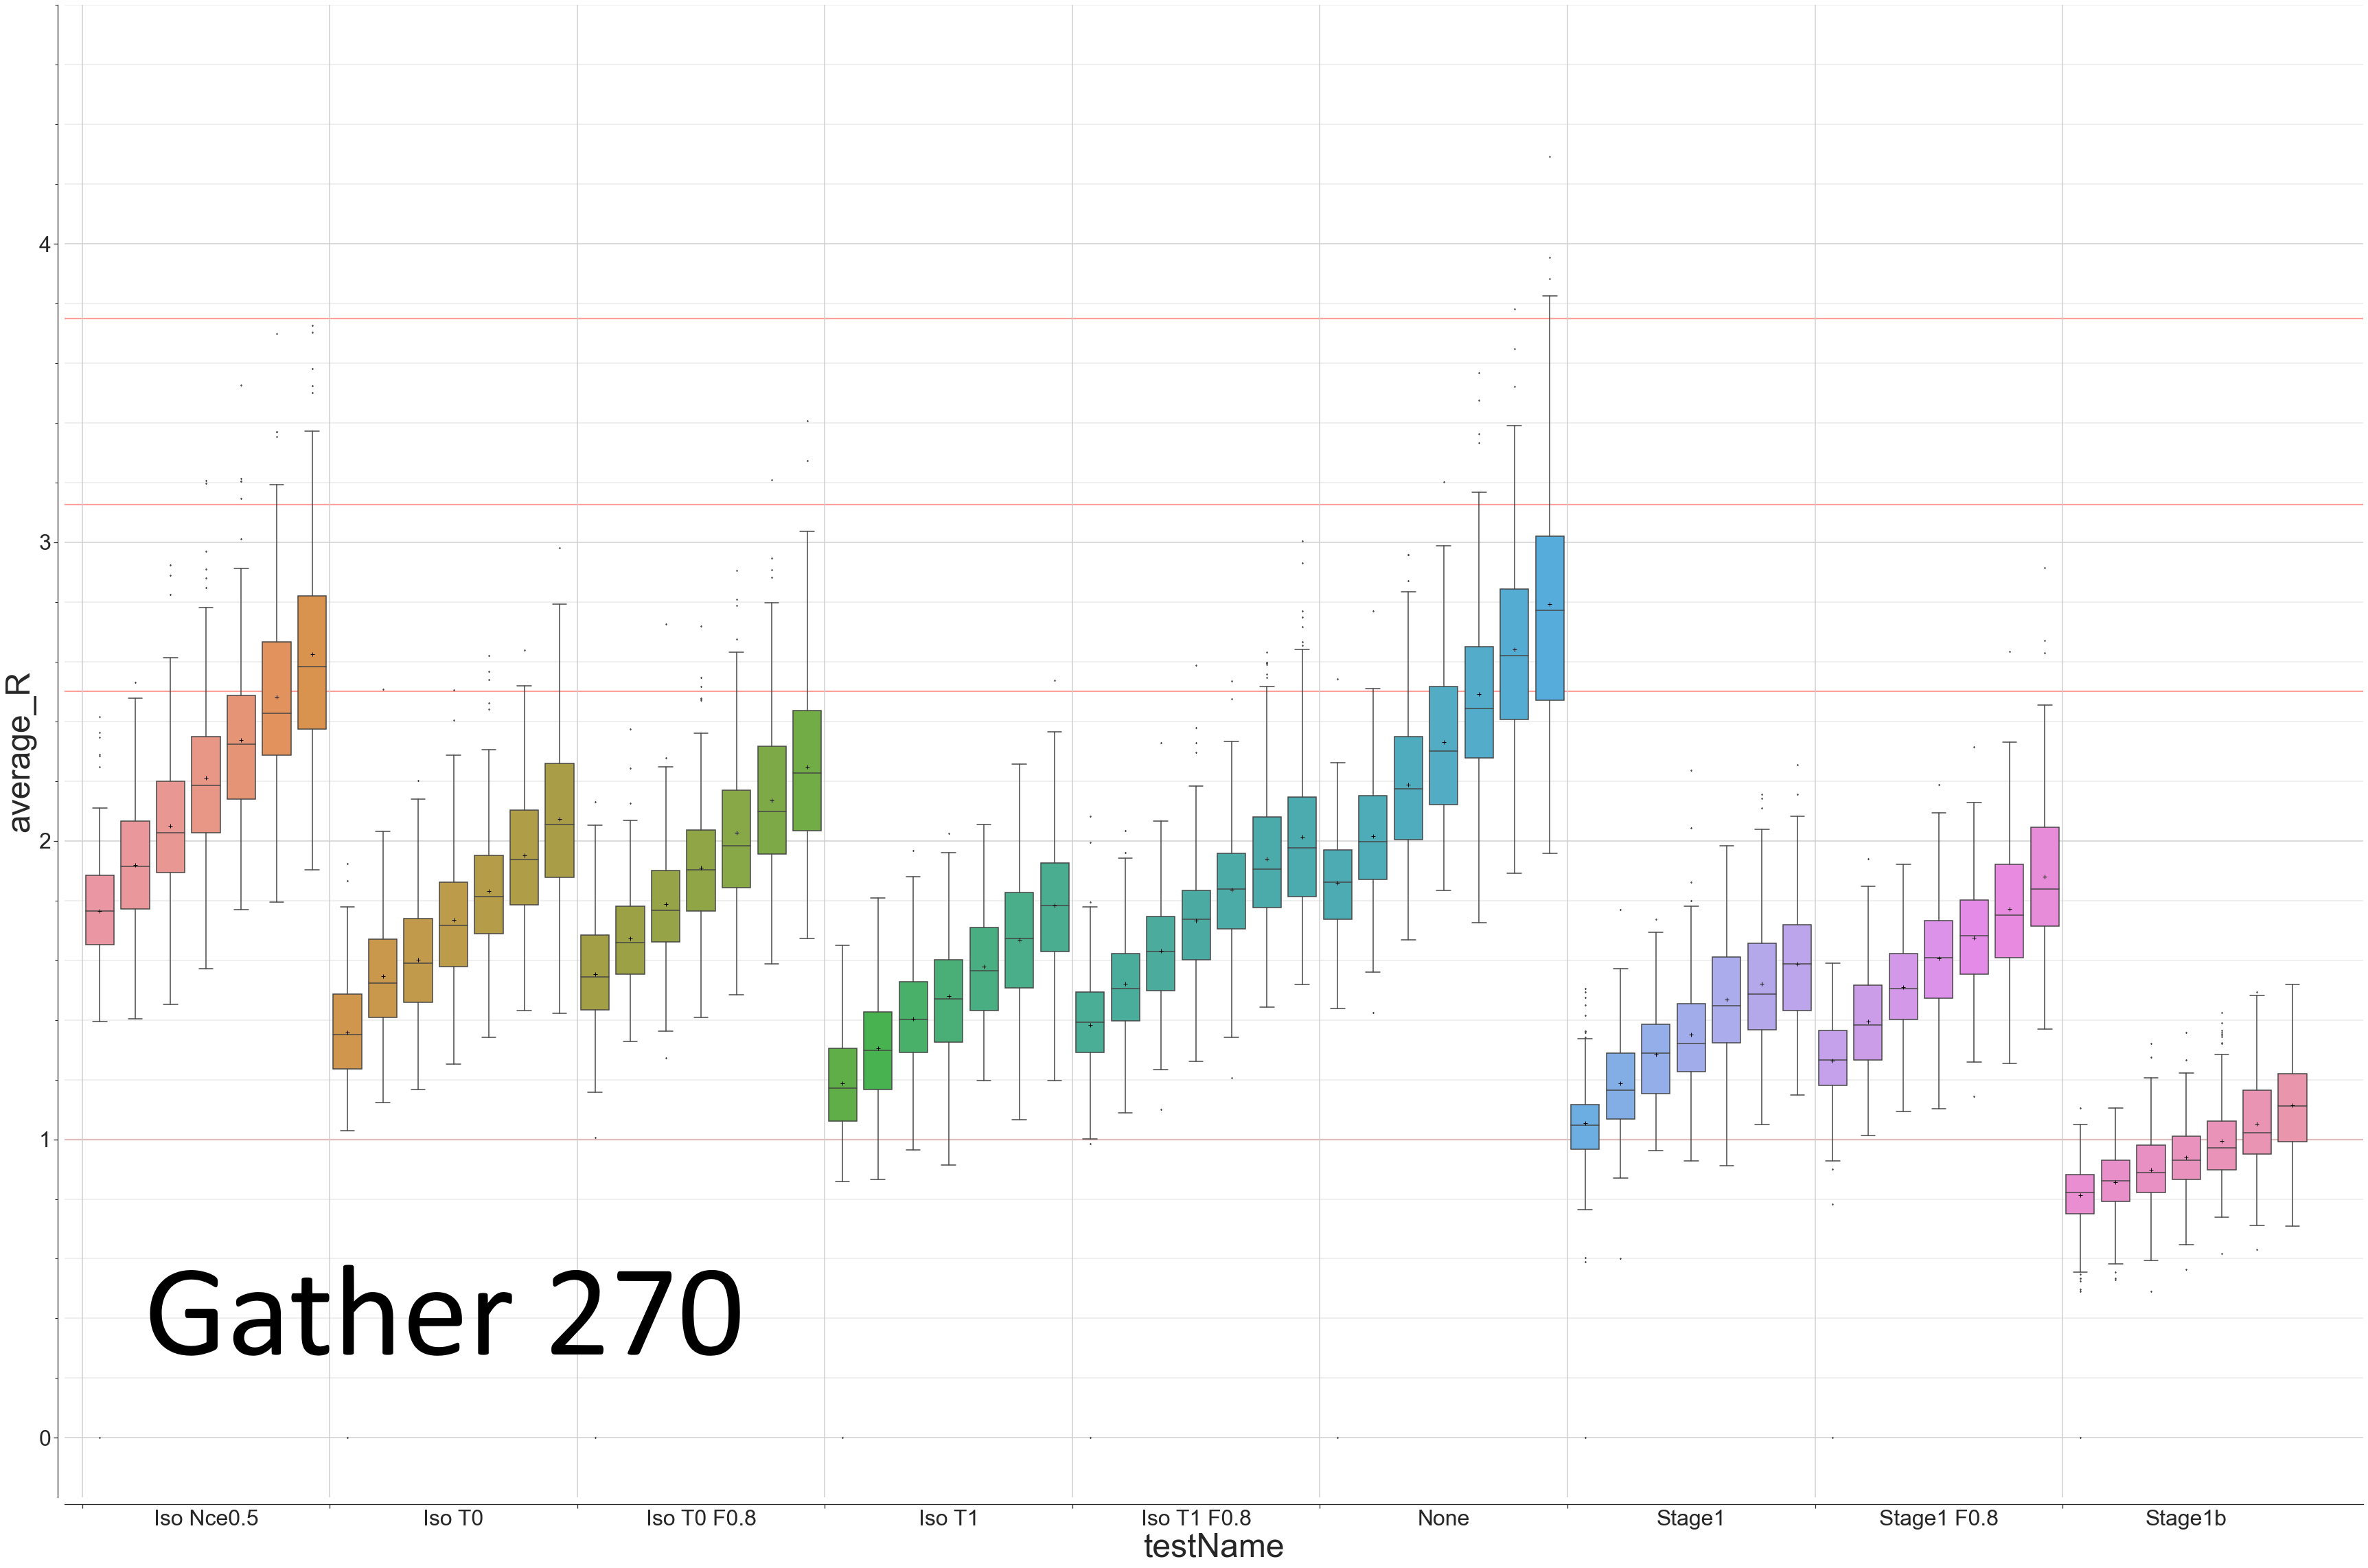 average_R
4
3
2
1
0
Gather 270
Iso Nce0.5 Iso T0 Iso T0 F0.8 Iso T1 Iso T1 F0.8 None Stage1 Stage1 F0.8 Stage1b
testName